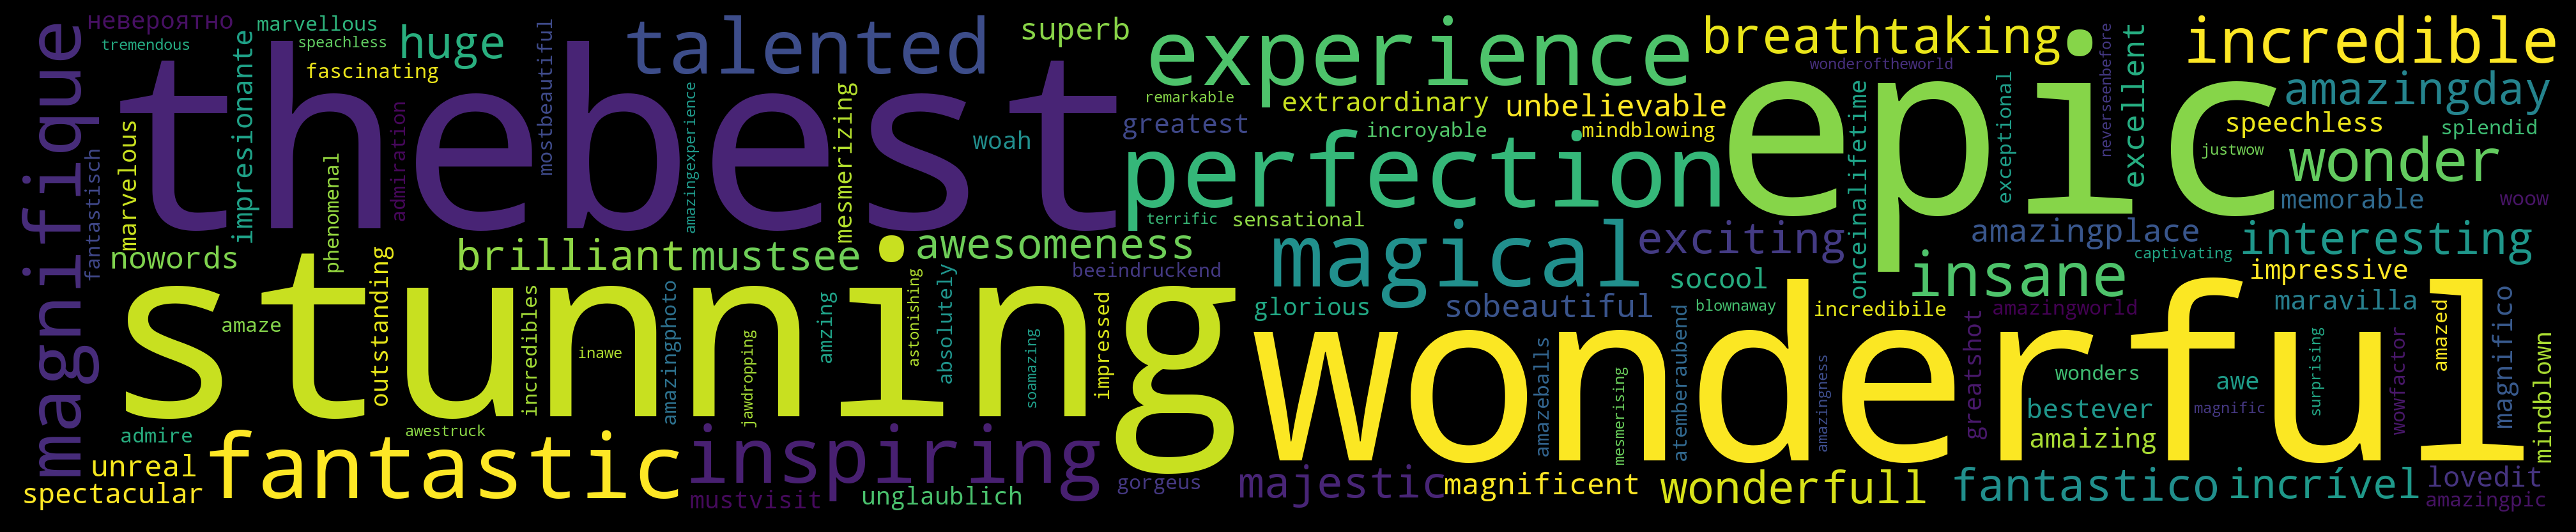 magnifique
невероятно
tremendous
marvellous
speachless
huge
fascinating
thebest
talented
superb
experience
breathtaking
epic
incredible
wonderoftheworld
amazingday
neverseenbefore
excellent
exceptional
onceinalifetime
impresionante
marvelous
fantastisch
phenomenal
admiration
amazingexperience
mostbeautiful
mesmerizing
woah
remarkable
extraordinary
unbelievable
greatest
incroyable
mindblowing
perfection
speechless
splendid
justwow
wonder
memorable
woow
terrific
sensational
nowords
brilliant
mustsee
awesomeness
magical
exciting
amazingplace
captivating
interesting
beeindruckend
socool
insane
impressive
stunning
outstanding
incredibles
amaze
inawe
amazingphoto
jawdropping
amzing
astonishing
absolutely
soamazing
impressed
glorious
sobeautiful
blownaway
incredibile
amazingworld
maravilla
magnifico
wonderful
amazeballs
mesmerising
atemberaubend
amazingness
greatshot
wonders
awe
bestever
magnific
amaizing
surprising
wowfactor
amazed
mindblown
admire
awestruck
unreal
spectacular
fantastic
inspiring
mustvisit
unglaublich
gorgeus
majestic
magnificent
wonderfull
fantastico
incrível
lovedit
amazingpic